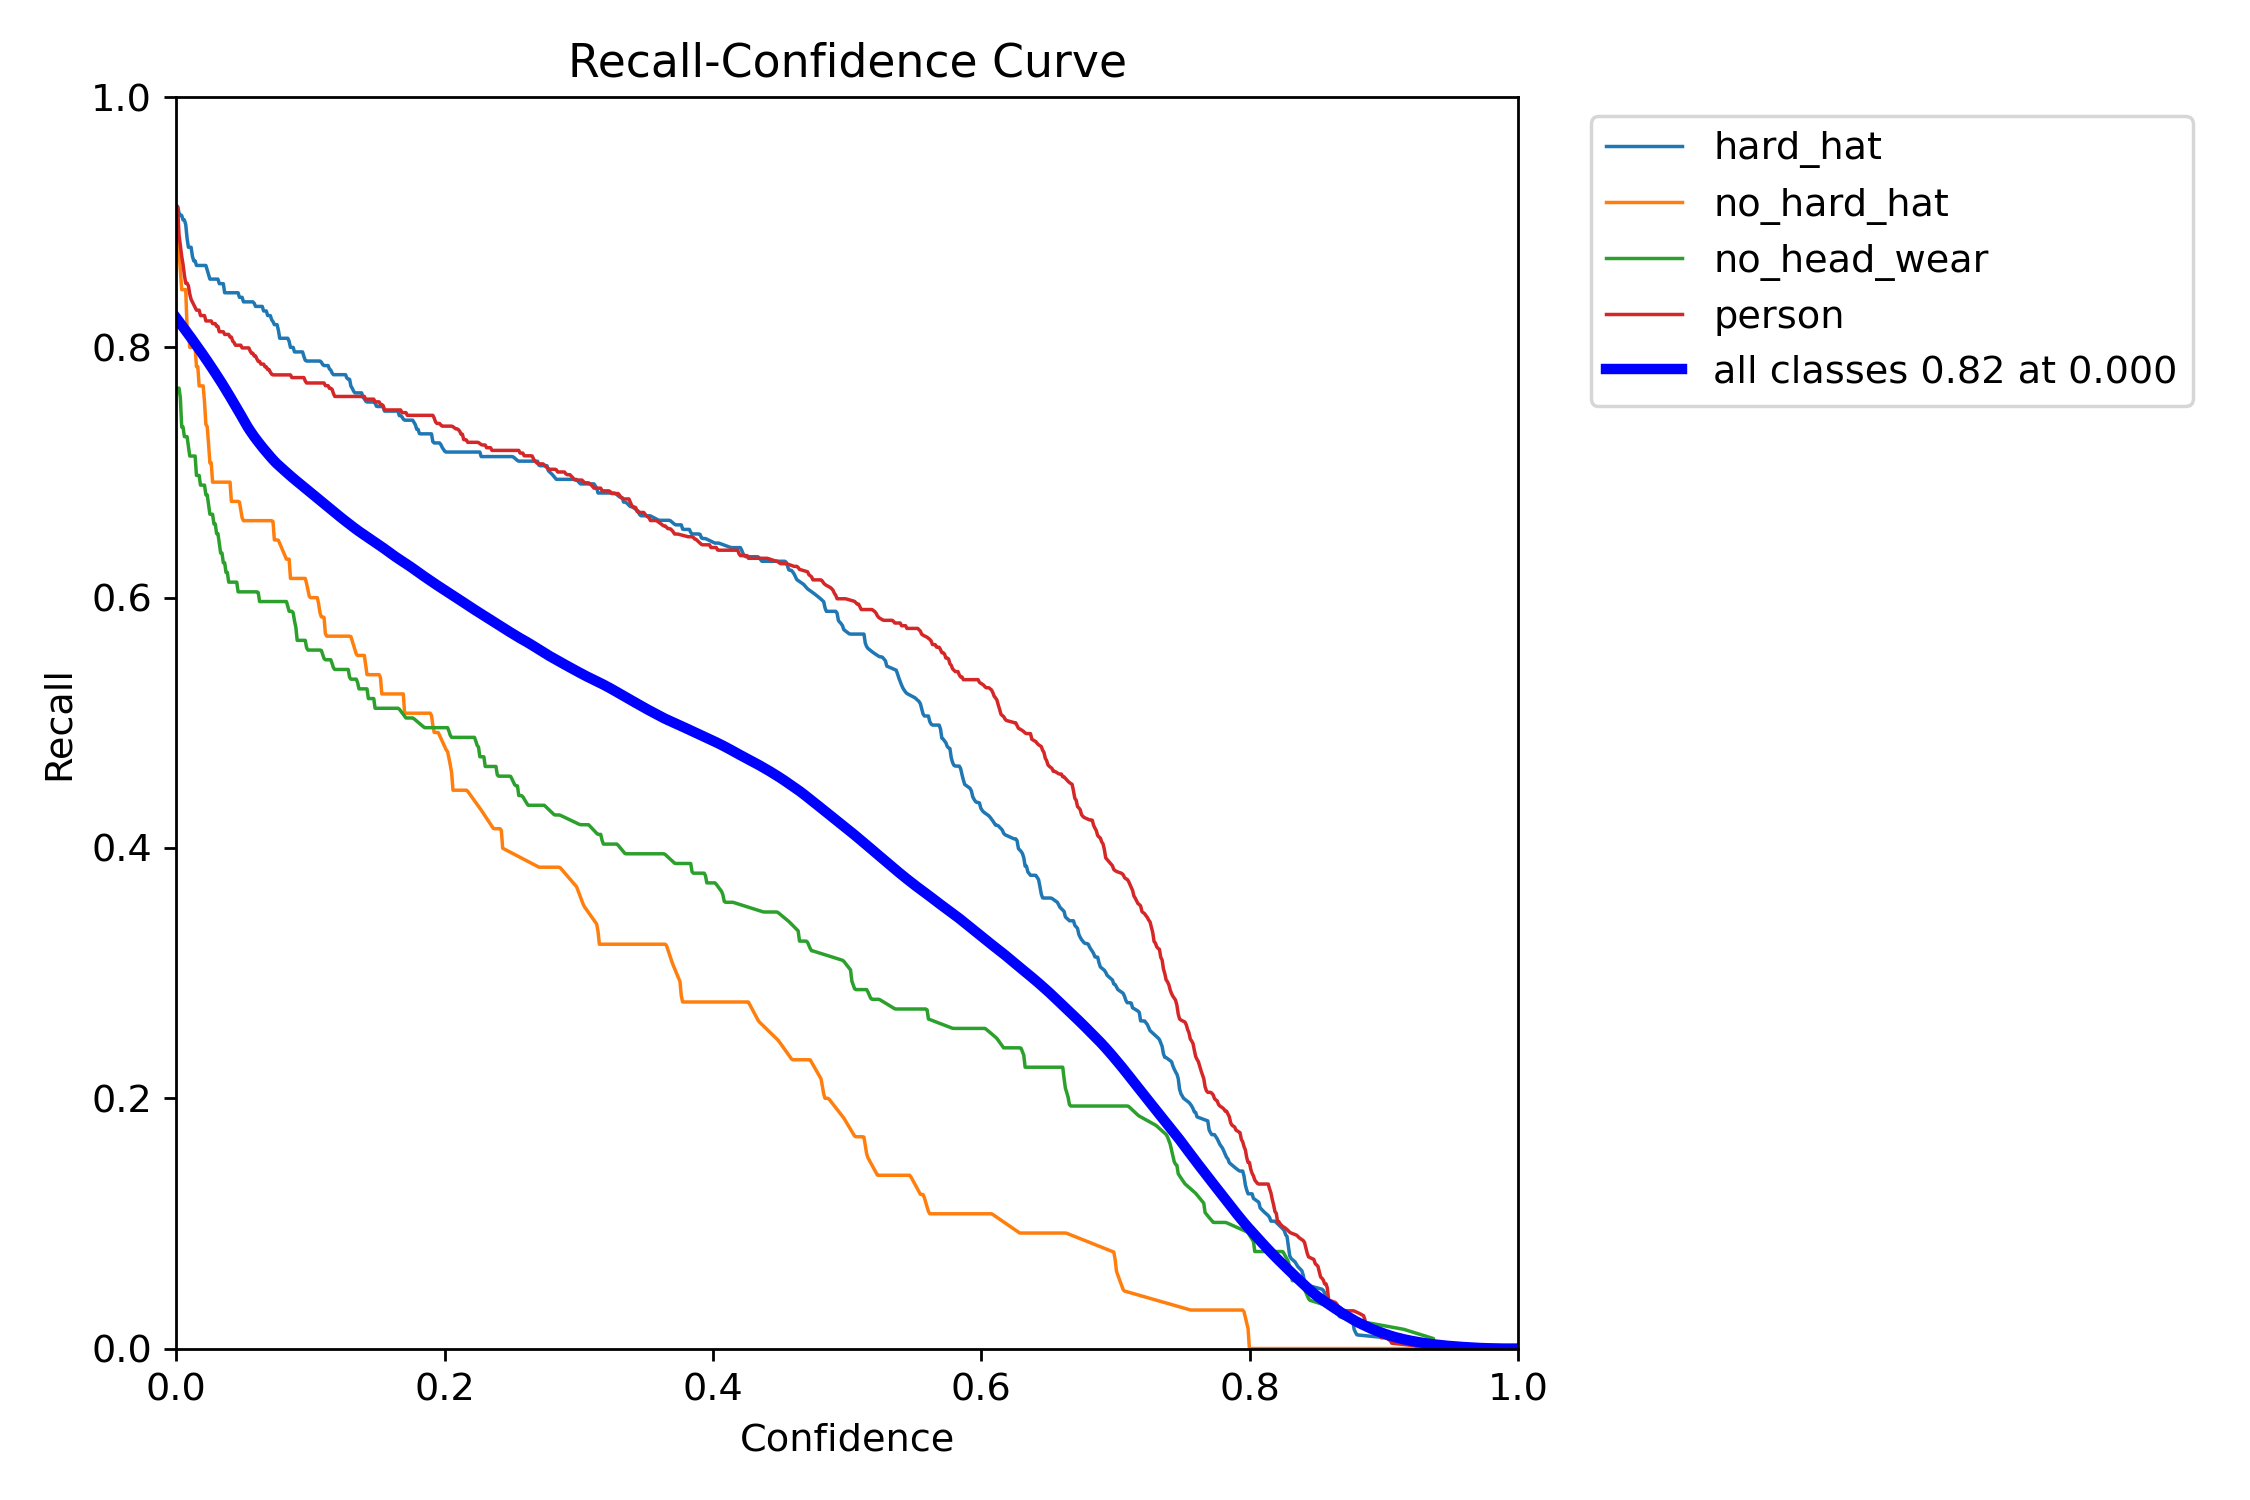 Recall-Confidence Curve
1.0
0.8
0.6
0.4
0.2
0.0
Recall
0.0 0.2 0.4 0.6 0.8 1.0
Confidence
hard_hat
no_hard_hat
no_head_wear
person
all classes 0.82 at 0.000